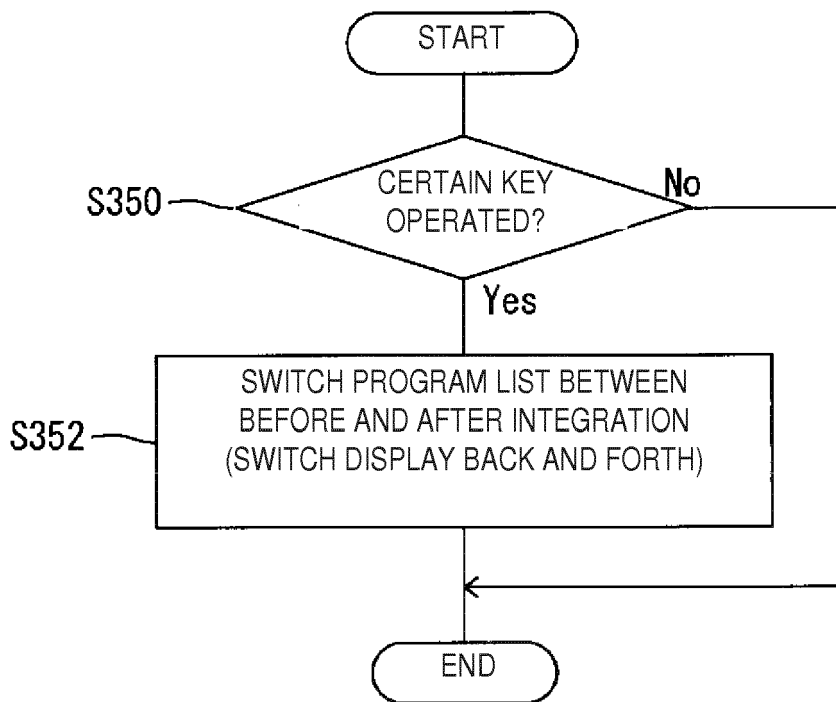 START
CERTAIN KEY
OPERATED?
No
S350
Yes
SWITCH PROGRAM LIST BETWEEN
BEFORE AND AFTER INTEGRATION
(SWITCH DISPLAY BACK AND FORTH)
S352
END